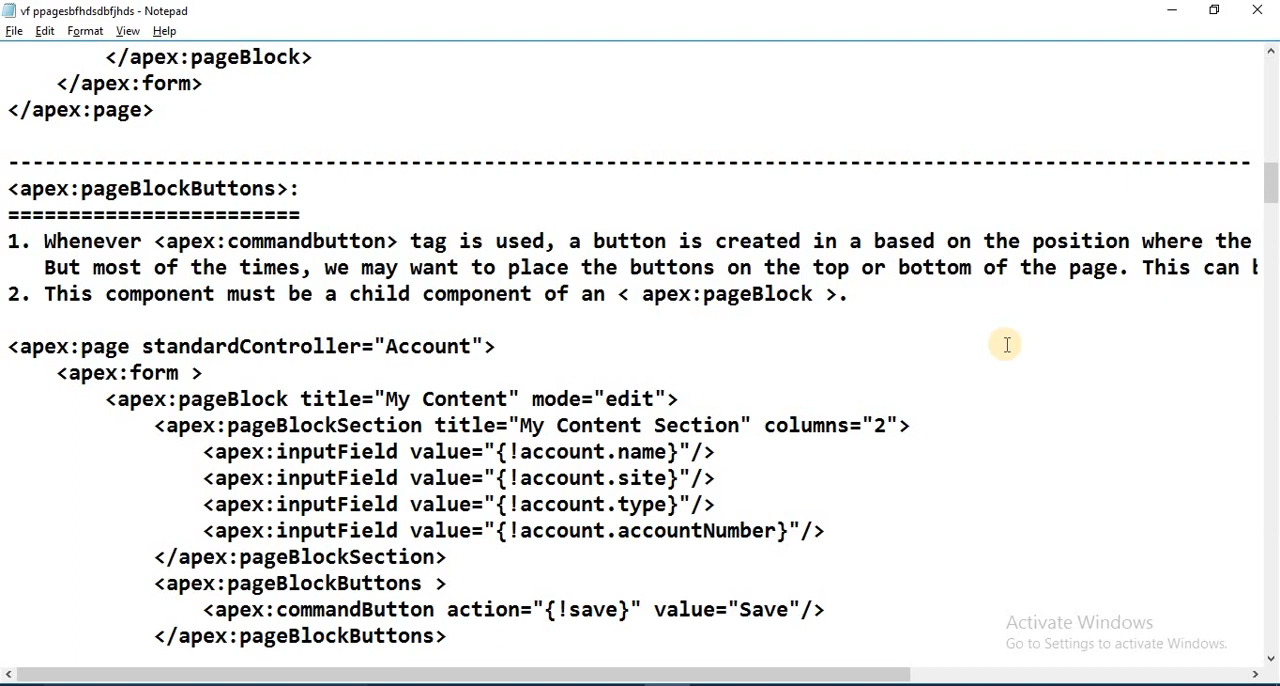 vf ppagesbfhdsdbfjhds - Notepad
File Edit Format View Help
</apex:pageBlock>
</apex:form>
</apex:page>
------------------------------------------------------------------------------------------------------
<apex:pageBlockButtons>:
========================
1. Whenever <apex:commandbutton> tag is used, a button is created in a based on the position where the
But most of the times, we may want to place the buttons on the top or bottom of the page. This can
2. This component must be a child component of an < apex:pageBlock >.
<apex:page standardController="Account">
<apex:form >
<apex:pageBlock title="My Content" mode="edit">
<apex:pageBlockSection title="My Content Section" columns="2">
<apex:inputField value="{!account.name}"/>
<apex:inputField value="{!account.site}"/>
<apex:inputField value="{!account.type}"/>
<apex:inputField value="{!account.accountNumber}"/>
</apex:pageBlockSection>
<apex:pageBlockButtons >
<apex:commandButton action="{!save}" value="Save"/>
</apex:pageBlockButtons>
Activate Windows
Go to Settings to activate Windows.